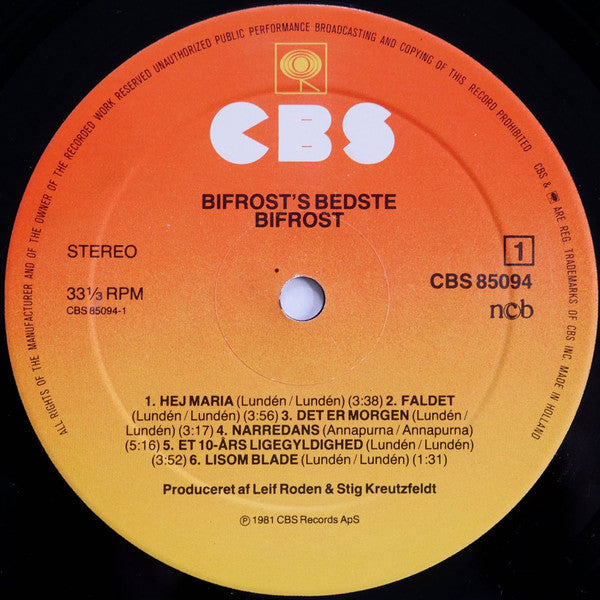 ALL RIGHTS OF THE MANUFACTURER AND OF THE OWNER OF THE RECORDED WORK RESERVED UNAUTHORIZED PUBLIC PERFORMANCE BROADCASTING AND COPYING OF THIS RECORD PROHIBITED
CBS & ARE REG. TRADEMARKS OF CBS INC MADE IN HOLLAND
CBS
BIFROST'S BEDSTE
BIFROST
STEREO
1
33⅓ RPM
CBS 85094
CBS 85094-1
ncb
1. HEJ MARIA (Lundén / Lundén) (3:38) 2. FALDET
(Lundén / Lundén) (3:56) 3. DET ER MORGEN (Lundén /
Lundén) (3:17) 4. NARREDANS (Annapurna / Annapurna)
(5:16) 5. ET 10-ÅRS LIGEGYLDIGHED (Lundén / Lundén)
(3:52) 6. LISOM BLADE (Lundén / Lundén) (1:31)
Produceret af Leif Roden & Stig Kreutzfeldt
℗ 1981 CBS Records ApS